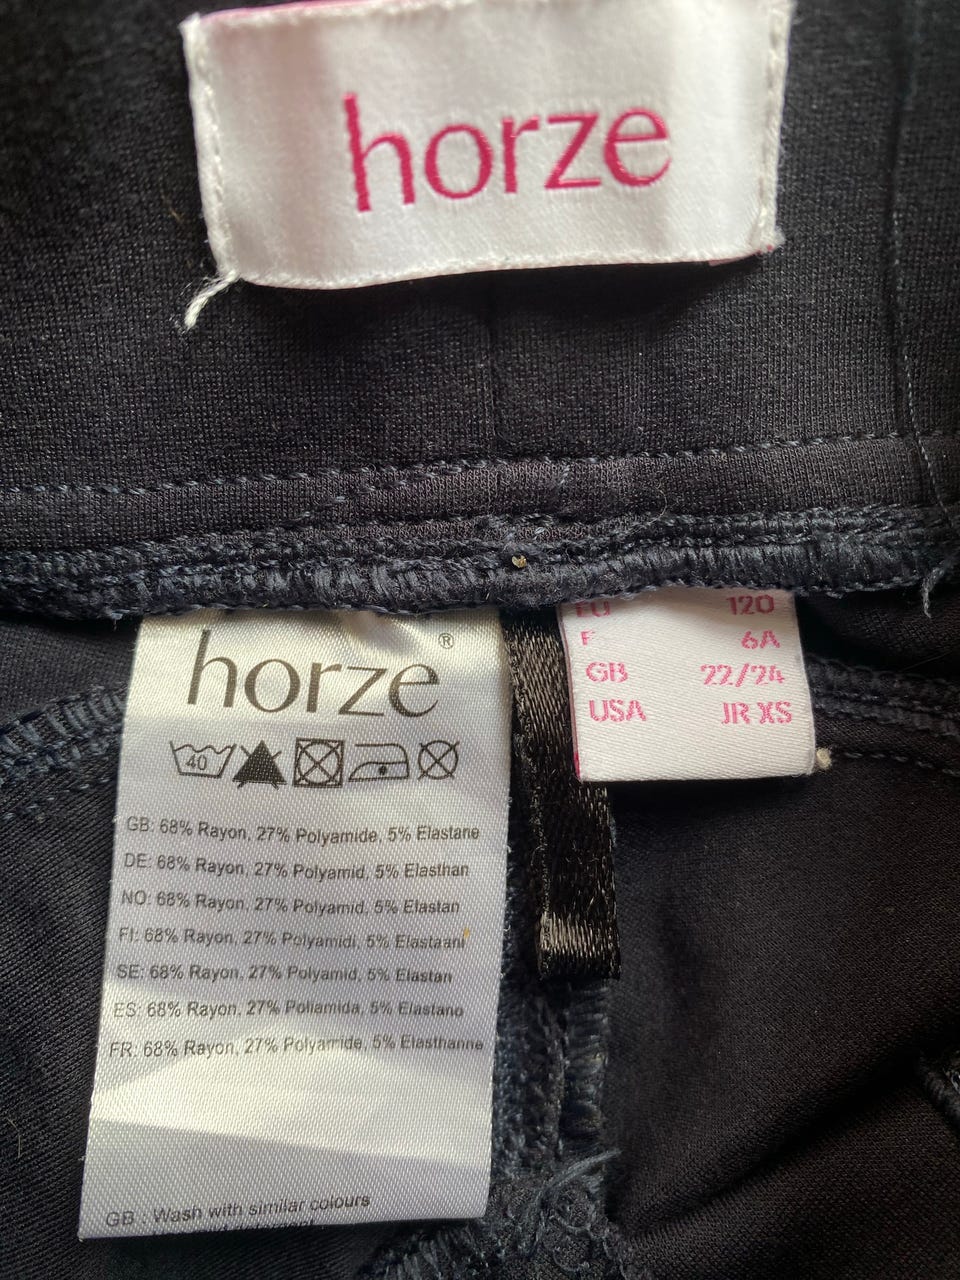 horze
horze®
40
GB: 68% Rayon, 27% Polyamide, 5% Elastane
DE: 68% Rayon, 27% Polyamid, 5% Elasthan
NO: 68% Rayon, 27% Polyamid, 5% Elastan
FI: 68% Rayon, 27% Polyamidi, 5% Elastaani
SE: 68% Rayon, 27% Polyamid, 5% Elastan
ES: 68% Rayon, 27% Poliamida, 5% Elastano
FR: 68% Rayon, 27% Polyamide, 5% Elasthanne
GB : Wash with similar colours
EU 120
F 6A
GB 22/24
USA JR XS